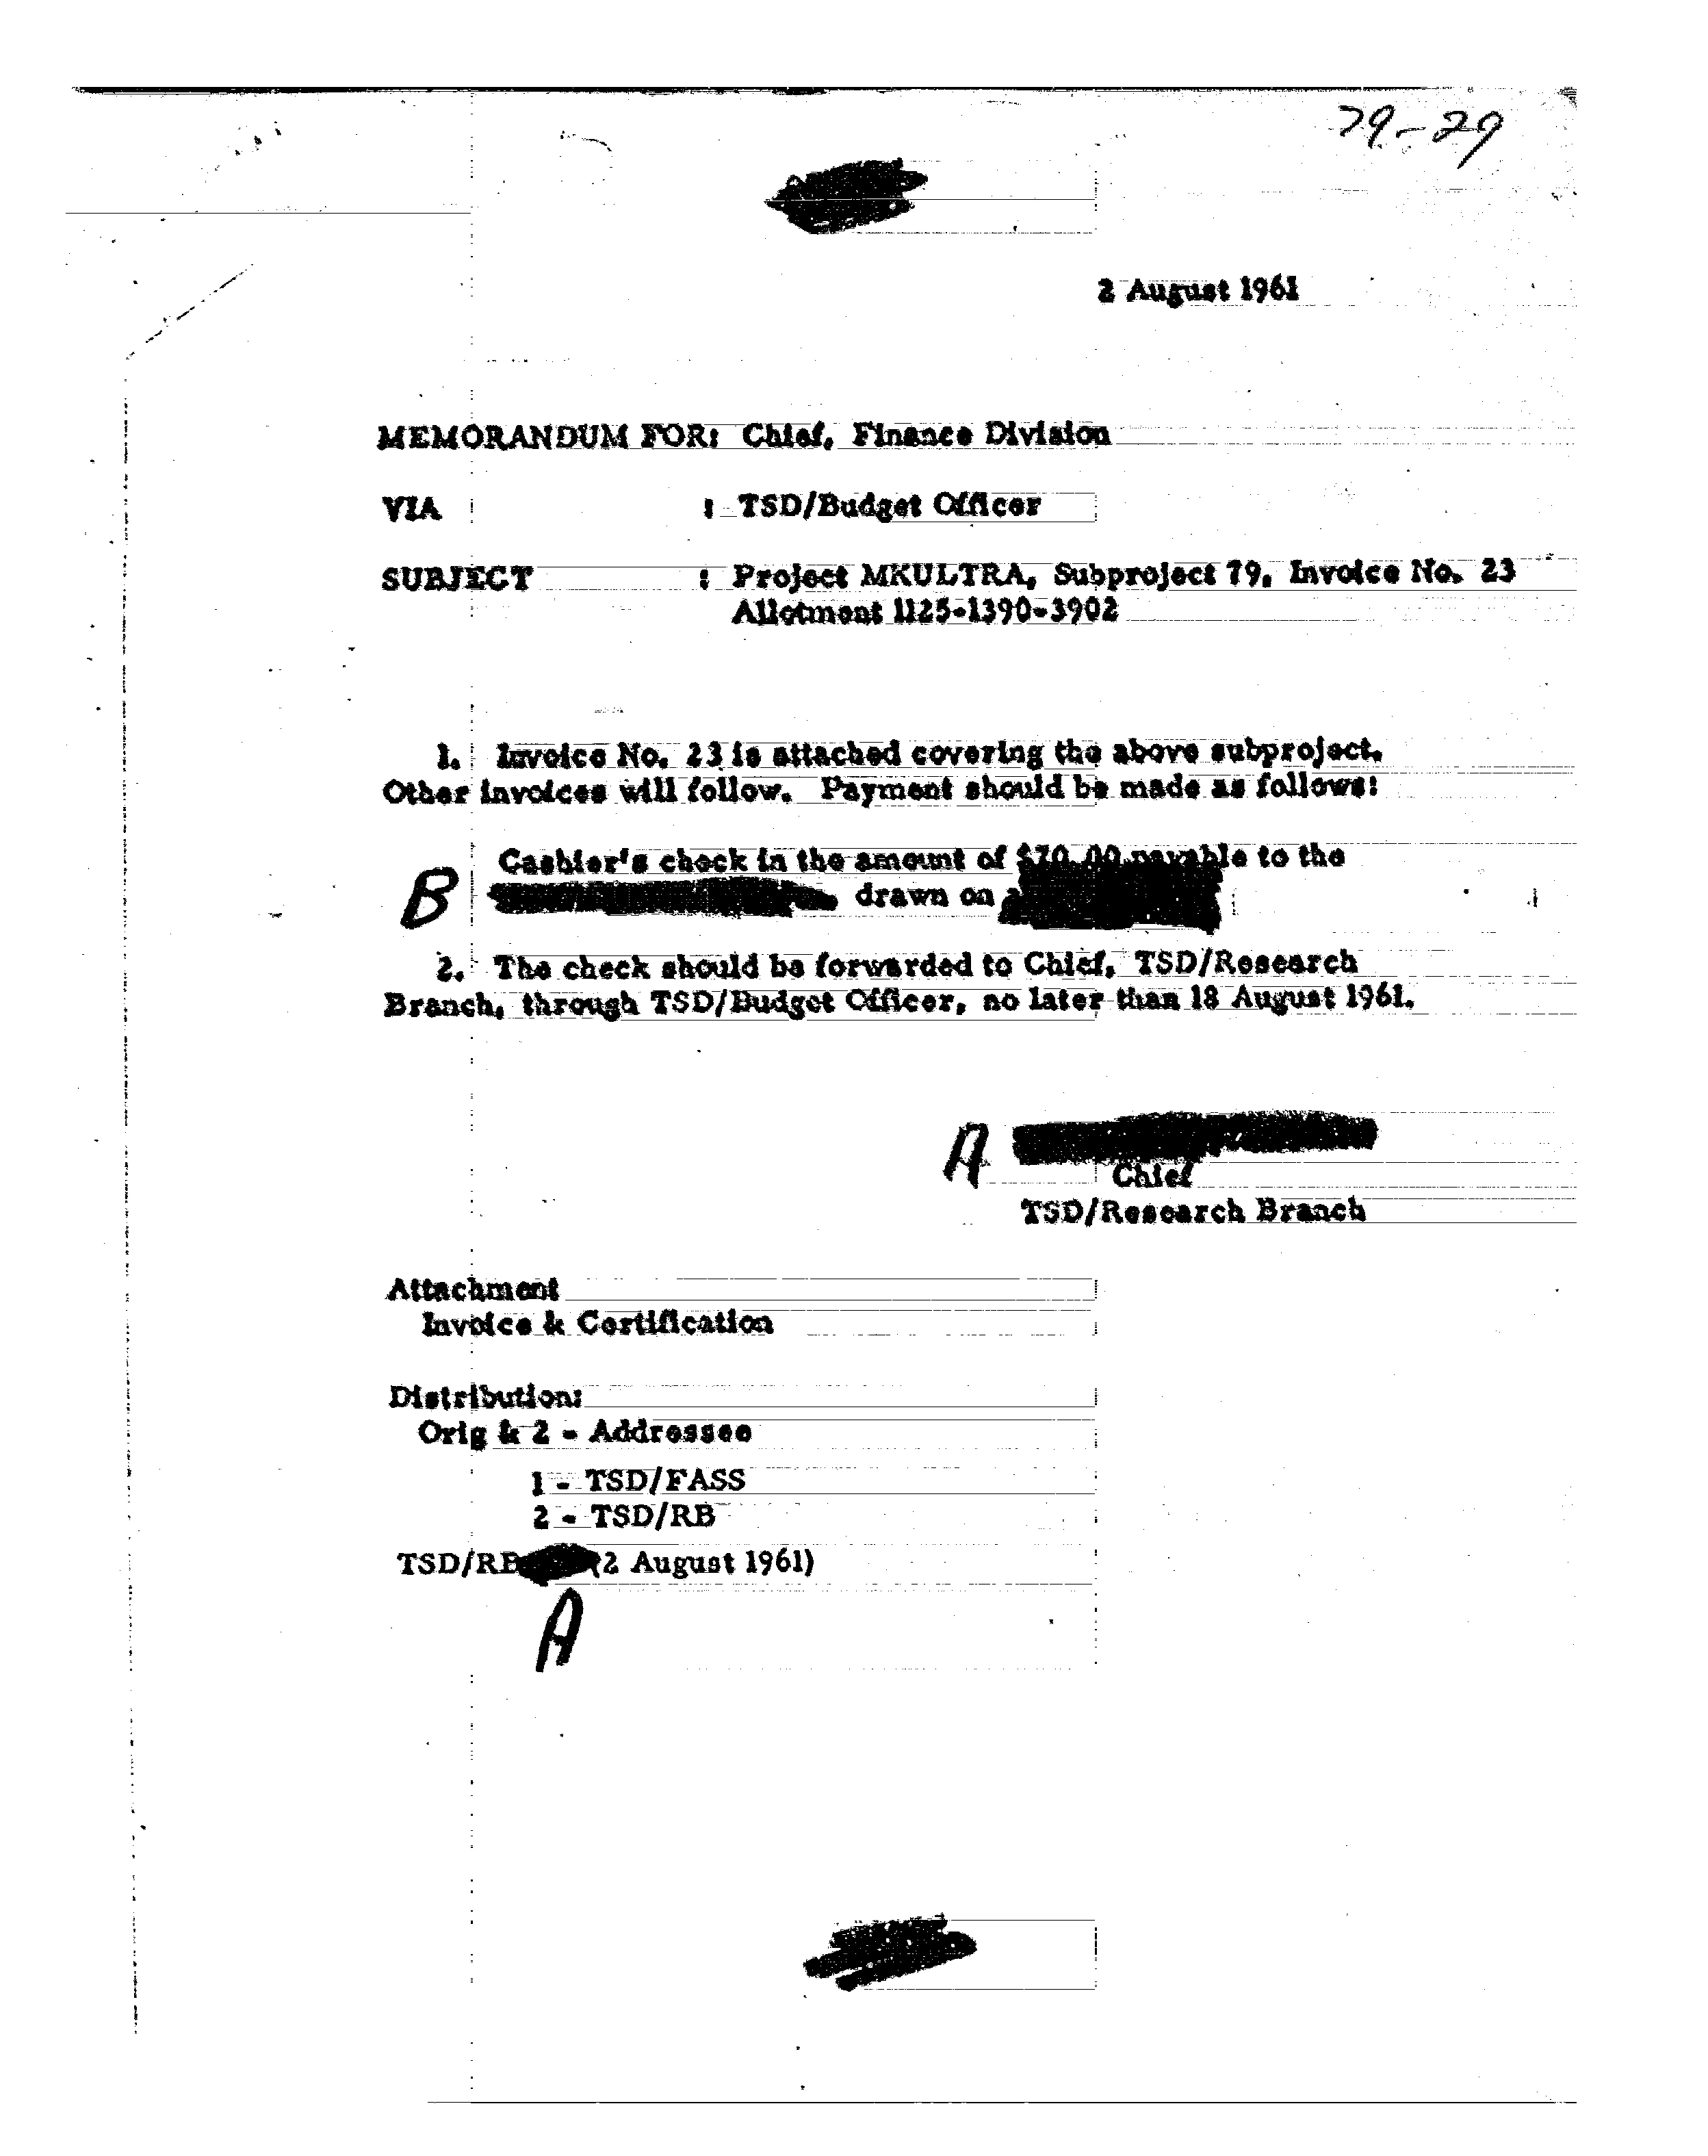 79-29
2 August 1961
MEMORANDUM FOR: Chief, Finance Division
VIA : TSD/Budget Officer
SUBJECT : Project MKULTRA, Subproject 79, Invoice No. 23
Allotment 1125-1390-3902
1. Invoice No. 23 is attached covering the above subproject.
Other invoices will follow. Payment should be made as follows:
Cashier's check in the amount of $70.00 payable to the
B drawn on a
2. The check should be forwarded to Chief, TSD/Research
Branch, through TSD/Budget Officer, no later than 18 August 1961.
A
Chief
TSD/Research Branch
Attachment
Invoice & Certification
Distribution:
Orig & 2 - Addressee
1 - TSD/FASS
2 - TSD/RB
TSD/RB (2 August 1961)
A